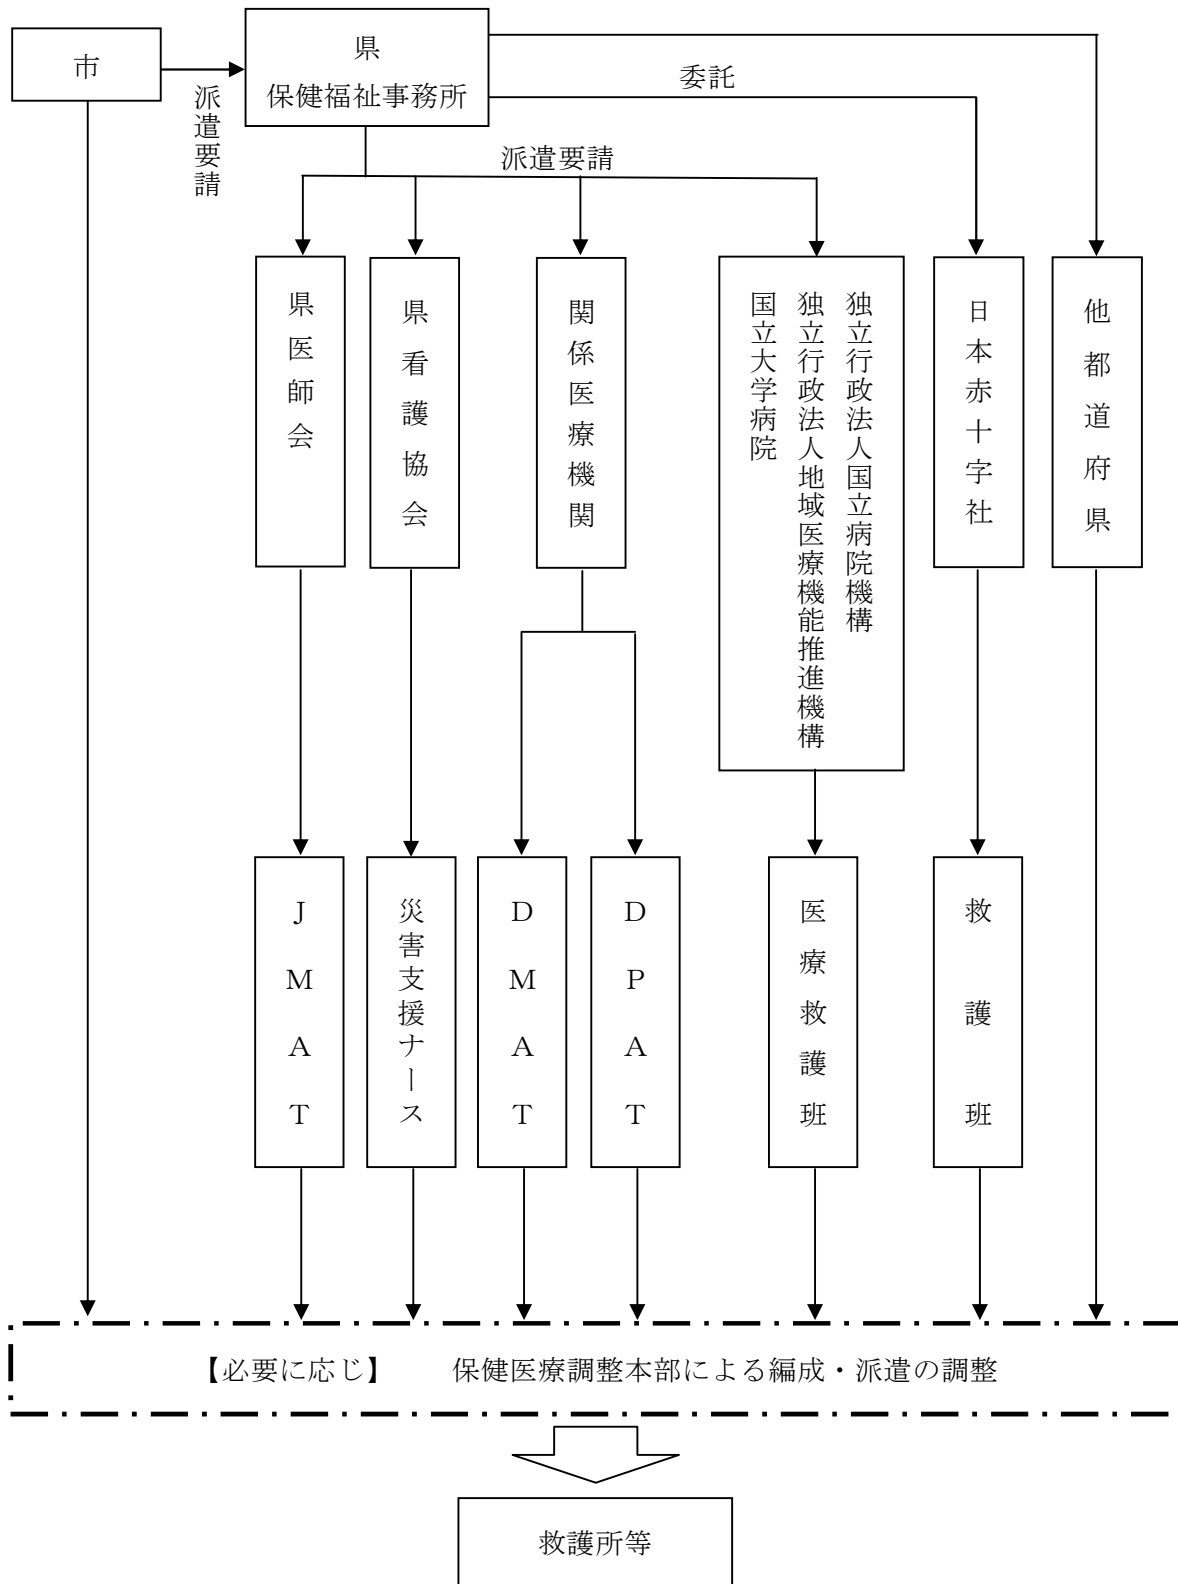 市
県
保健福祉事務所
派遣要請
委託
派遣要請
県医師会
県看護協会
関係医療機関
独立行政法人国立病院機構
独立行政法人地域医療機能推進機構
国立大学病院
日本赤十字社
他都道府県
JMAT
災害支援ナース
DMAT
DPAT
医療救護班
救護班
【必要に応じ】　　保健医療調整本部による編成・派遣の調整
救護所等